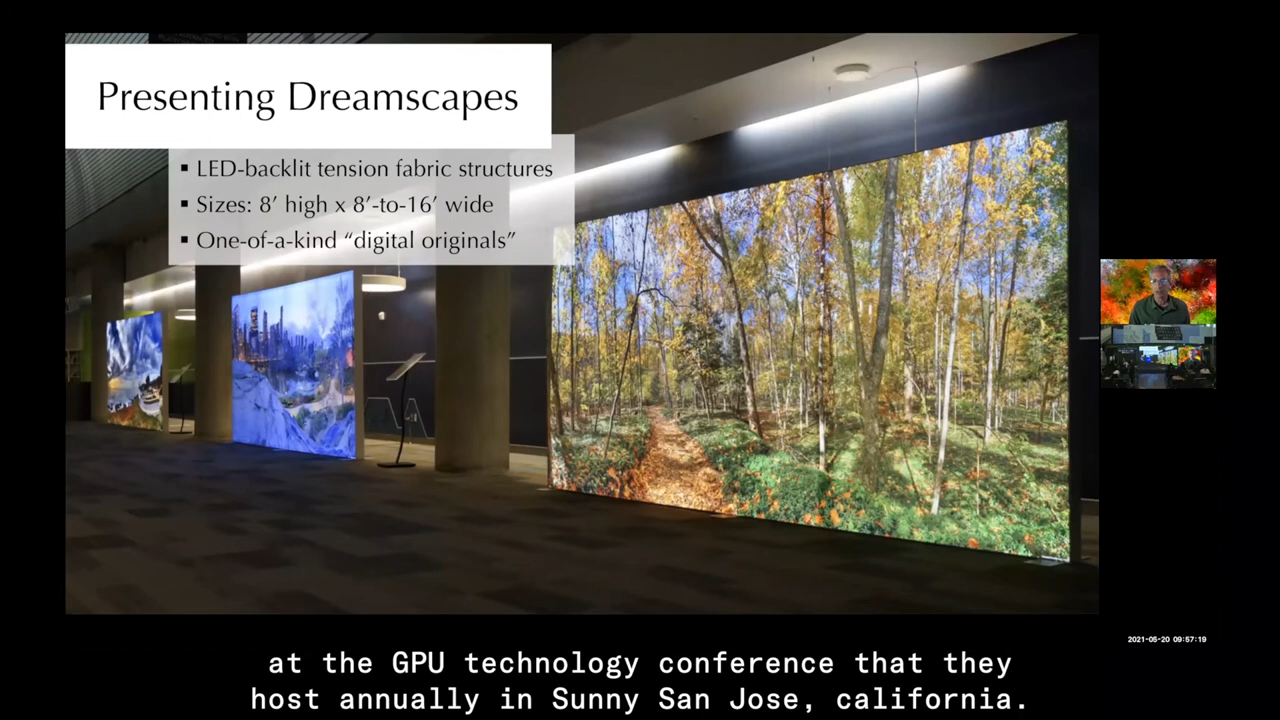 Presenting Dreamscapes
▪ LED-backlit tension fabric structures
▪ Sizes: 8’ high x 8’-to-16’ wide
▪ One-of-a-kind “digital originals”
2021-05-20 09:57:19
at the GPU technology conference that they
host annually in Sunny San Jose, california.